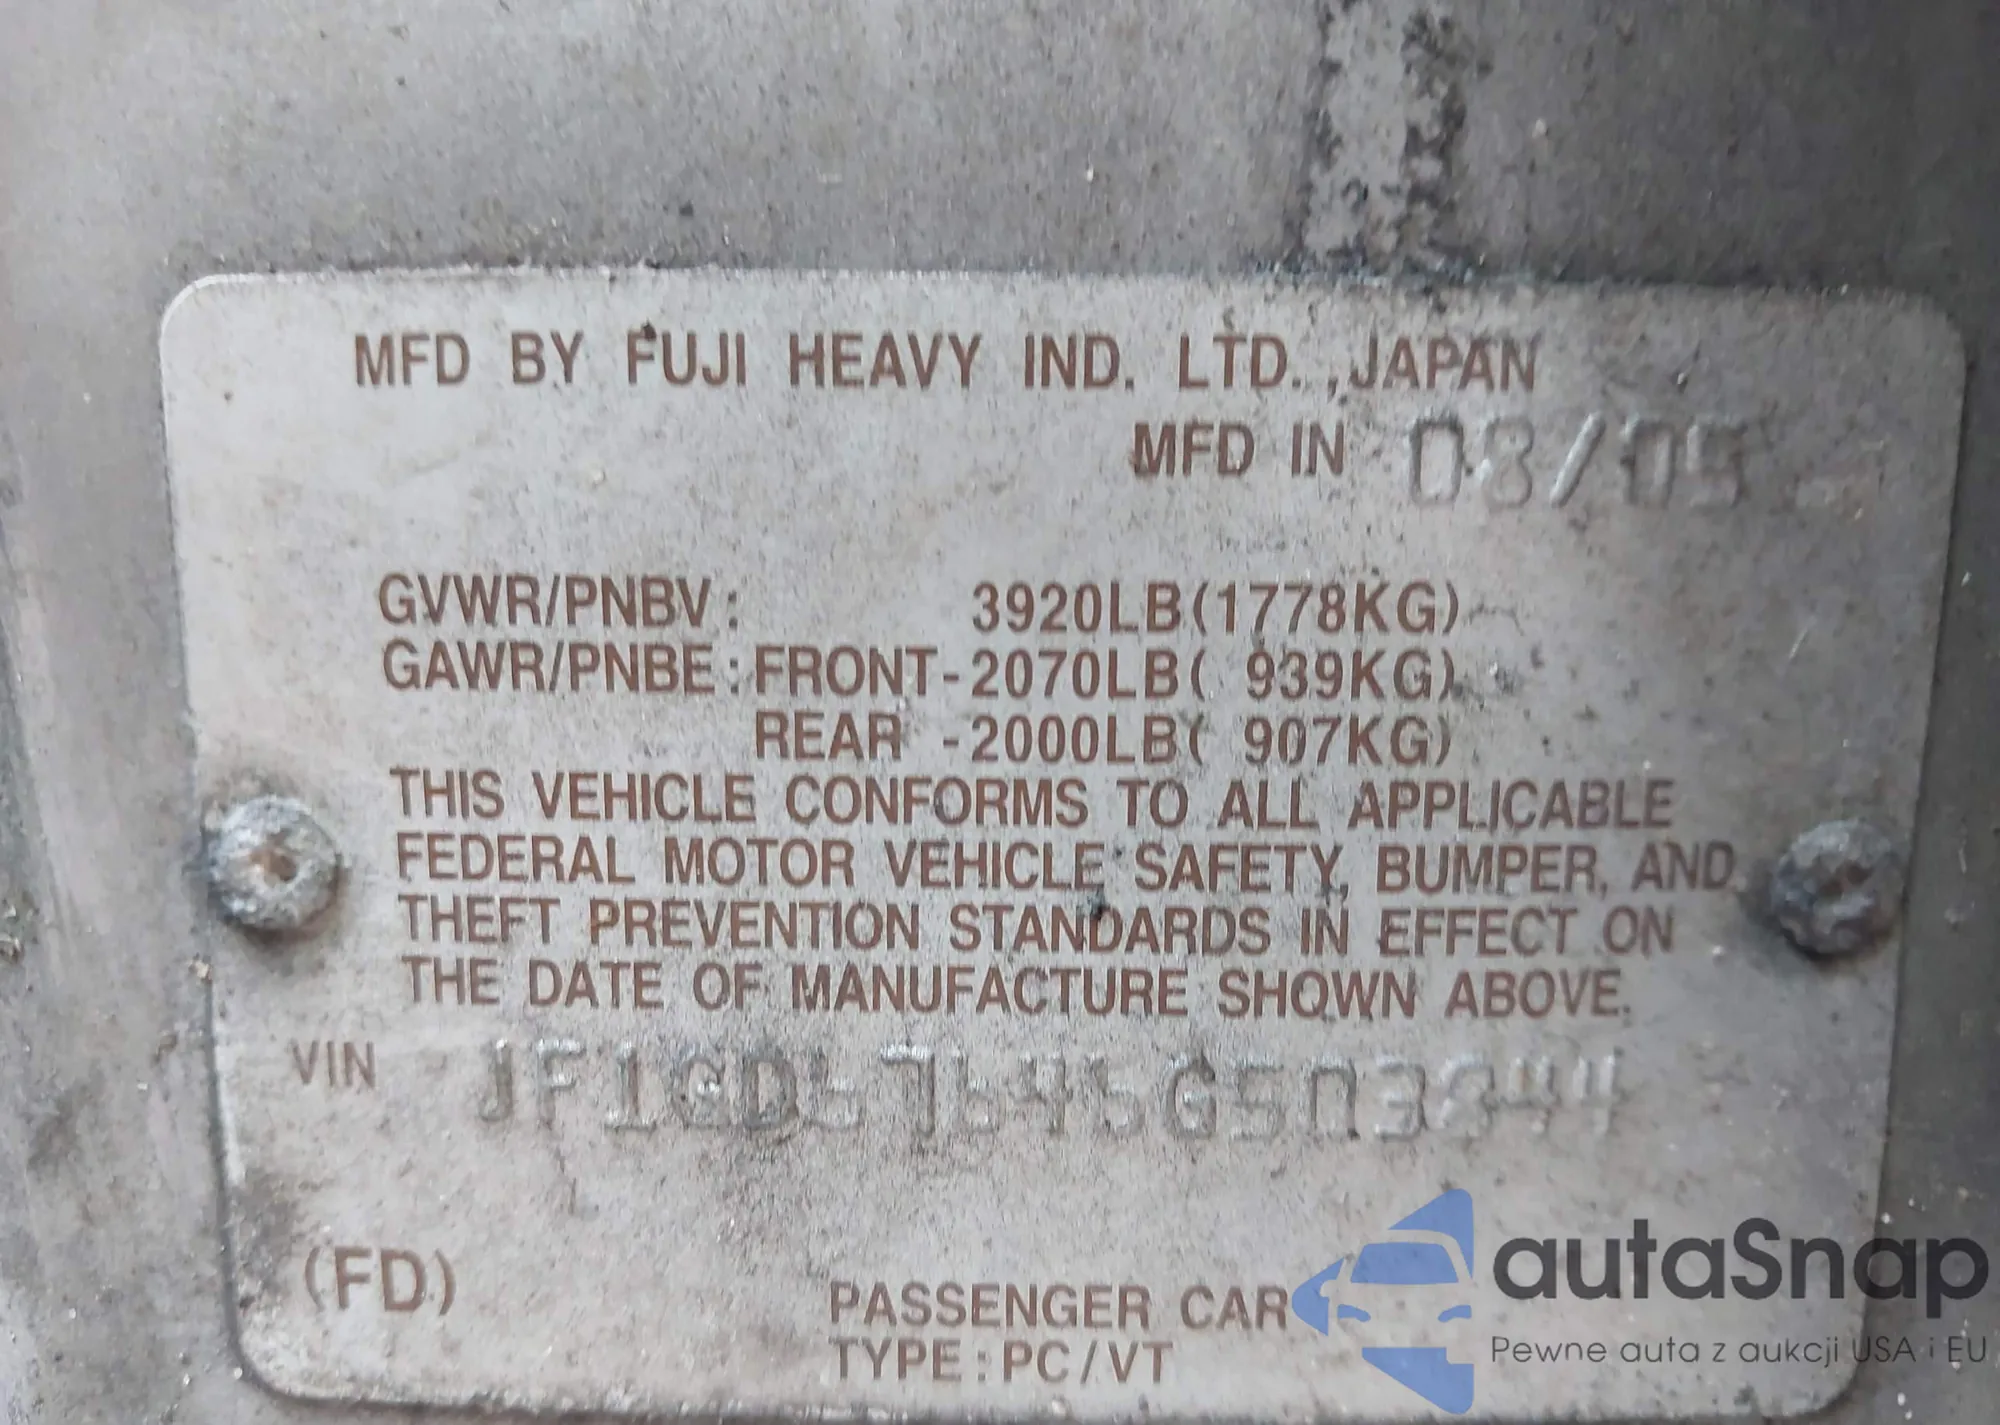 MFD BY FUJI HEAVY IND. LTD.,JAPAN
MFD IN 08/05
GVWR/PNBV: 3920LB(1778KG)
GAWR/PNBE:FRONT-2070LB( 939KG)
REAR -2000LB( 907KG)
THIS VEHICLE CONFORMS TO ALL APPLICABLE
FEDERAL MOTOR VEHICLE SAFETY, BUMPER, AND
THEFT PREVENTION STANDARDS IN EFFECT ON
THE DATE OF MANUFACTURE SHOWN ABOVE.
VIN JF1GD67646G503844
(FD)
PASSENGER CAR
TYPE:PC/VT
autaSnap
Pewne auta z aukcji USA i EU